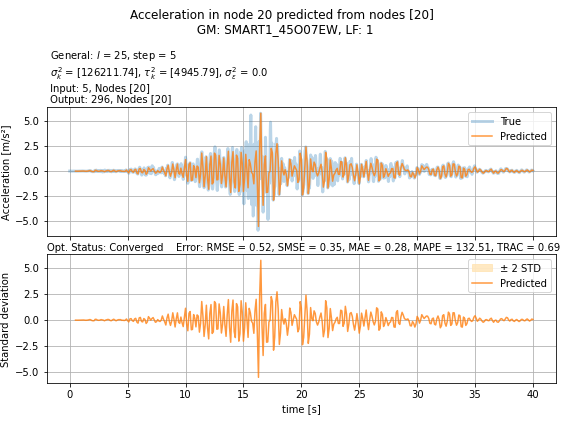 Acceleration in node 20 predicted from nodes [20]
GM: SMART1_45O07EW, LF: 1
General: l = 25, step = 5
σ²ₖ = [126211.74], τ²ₖ = [4945.79], σ²ε = 0.0
Input: 5, Nodes [20]
Output: 296, Nodes [20]
Acceleration [m/s²]
5.0
2.5
0.0
−2.5
−5.0
True
Predicted
Opt. Status: Converged Error: RMSE = 0.52, SMSE = 0.35, MAE = 0.28, MAPE = 132.51, TRAC = 0.69
Standard deviation
5.0
2.5
0.0
−2.5
−5.0
± 2 STD
Predicted
0 5 10 15 20 25 30 35 40
time [s]